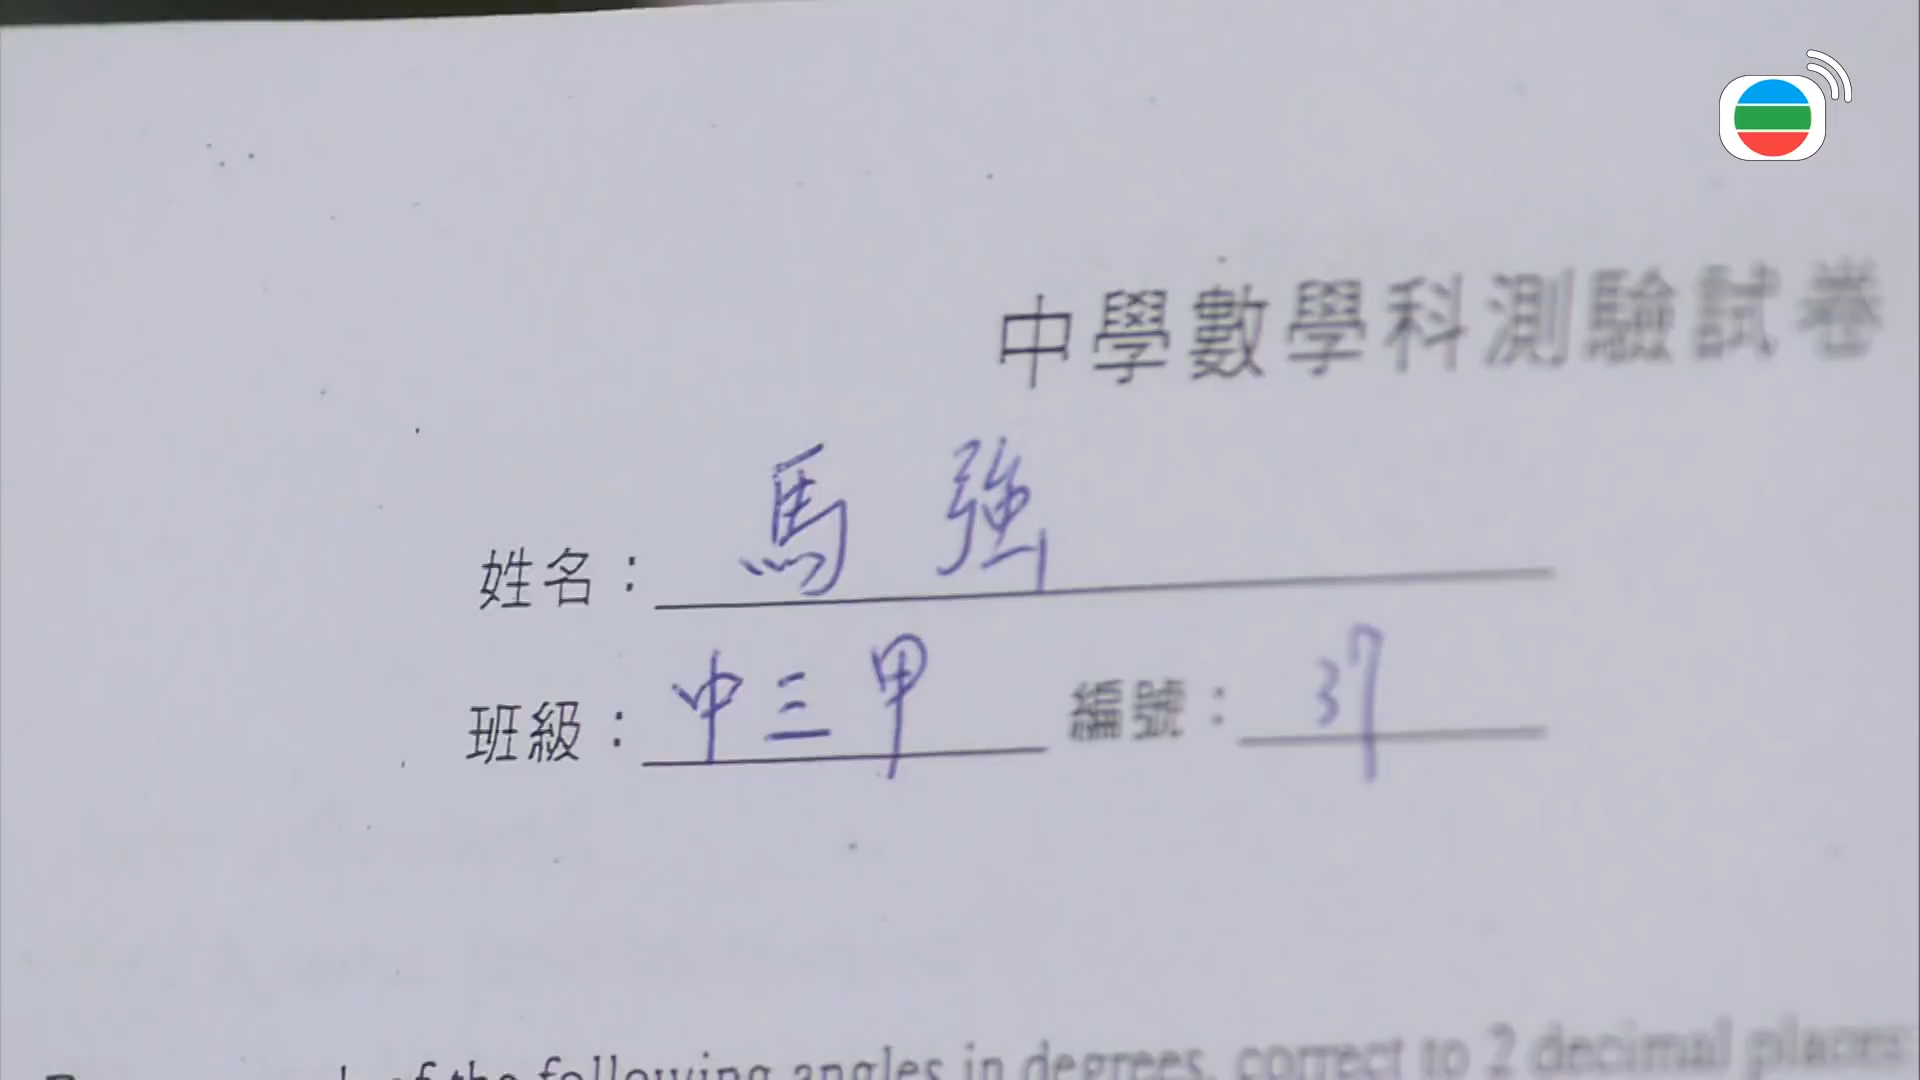 中學數學科測驗試卷
姓名：馬強
班級：中三甲 編號：37
of the following angles in degrees, correct to 2 decimal places